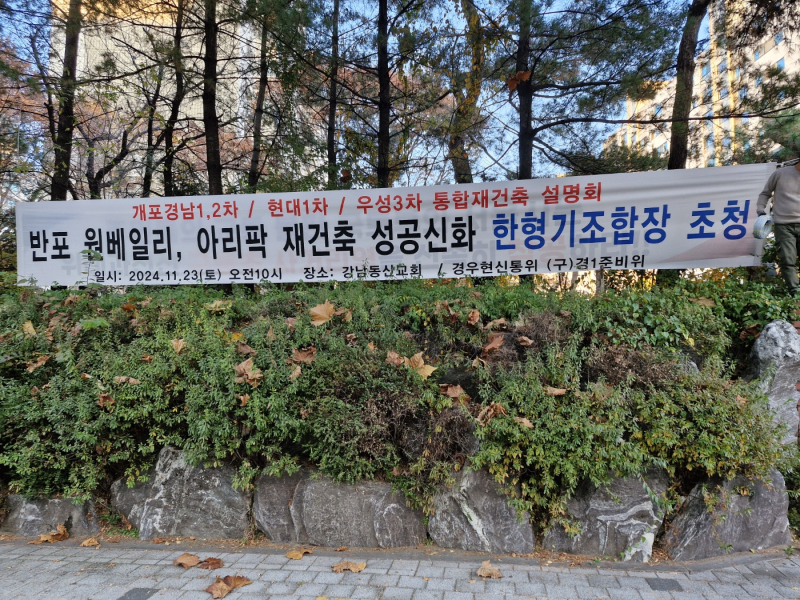 개포경남1,2차 / 현대1차 / 우성3차 통합재건축 설명회
반포 원베일리, 아리팍 재건축 성공신화 한형기조합장 초청
일시: 2024.11.23(토) 오전10시 장소: 강남동산교회 / 경우현신통위 (구)결1준비위